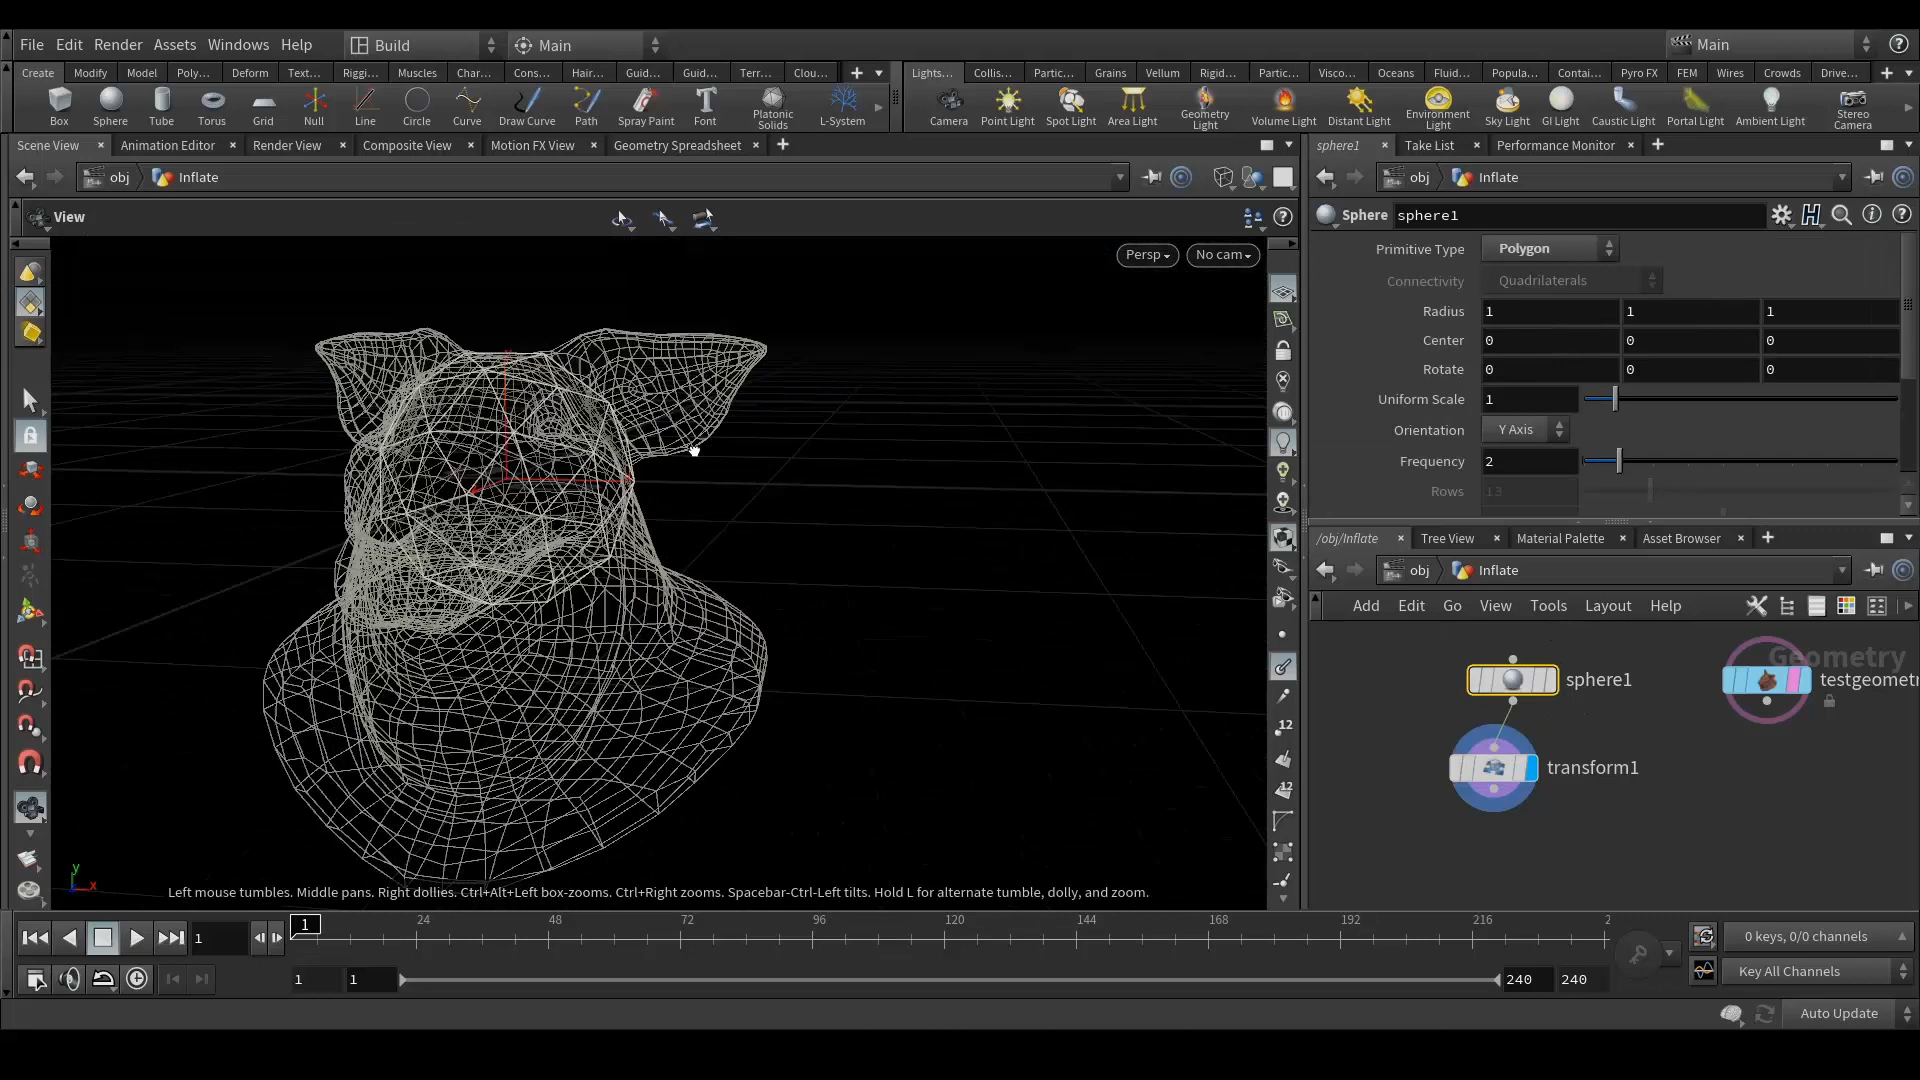 File Edit Render Assets Windows Help Build Main Main
Create Modify Model Poly... Deform Text... Riggi... Muscles Char... Cons... Hair... Guid... Guid... Terr... Clou... Lights... Collis... Partic... Grains Vellum Rigid... Partic... Visco... Oceans Fluid... Popula... Contai... Pyro FX FEM Wires Crowds Drive...
Box Sphere Tube Torus Grid Null Line Circle Curve Draw Curve Path Spray Paint Font Platonic Solids L-System Camera Point Light Spot Light Area Light Geometry Light Volume Light Distant Light Environment Light Sky Light GI Light Caustic Light Portal Light Ambient Light Stereo Camera
Scene View Animation Editor Render View Composite View Motion FX View Geometry Spreadsheet sphere1 Take List Performance Monitor
obj Inflate obj Inflate
View
Sphere sphere1
Persp No cam
Primitive Type Polygon
Connectivity Quadrilaterals
Radius 1 1 1
Center 0 0 0
Rotate 0 0 0
Uniform Scale 1
Orientation Y Axis
Frequency 2
Rows 13
/obj/Inflate Tree View Material Palette Asset Browser
obj Inflate
Add Edit Go View Tools Layout Help
Geometry
sphere1 testgeomet
transform1
12
12
y
x
Left mouse tumbles. Middle pans. Right dollies. Ctrl+Alt+Left box-zooms. Ctrl+Right zooms. Spacebar-Ctrl-Left tilts. Hold L for alternate tumble, dolly, and zoom.
1 1 24 48 72 96 120 144 168 192 216 2
0 keys, 0/0 channels
1 1 240 240 Key All Channels
Auto Update